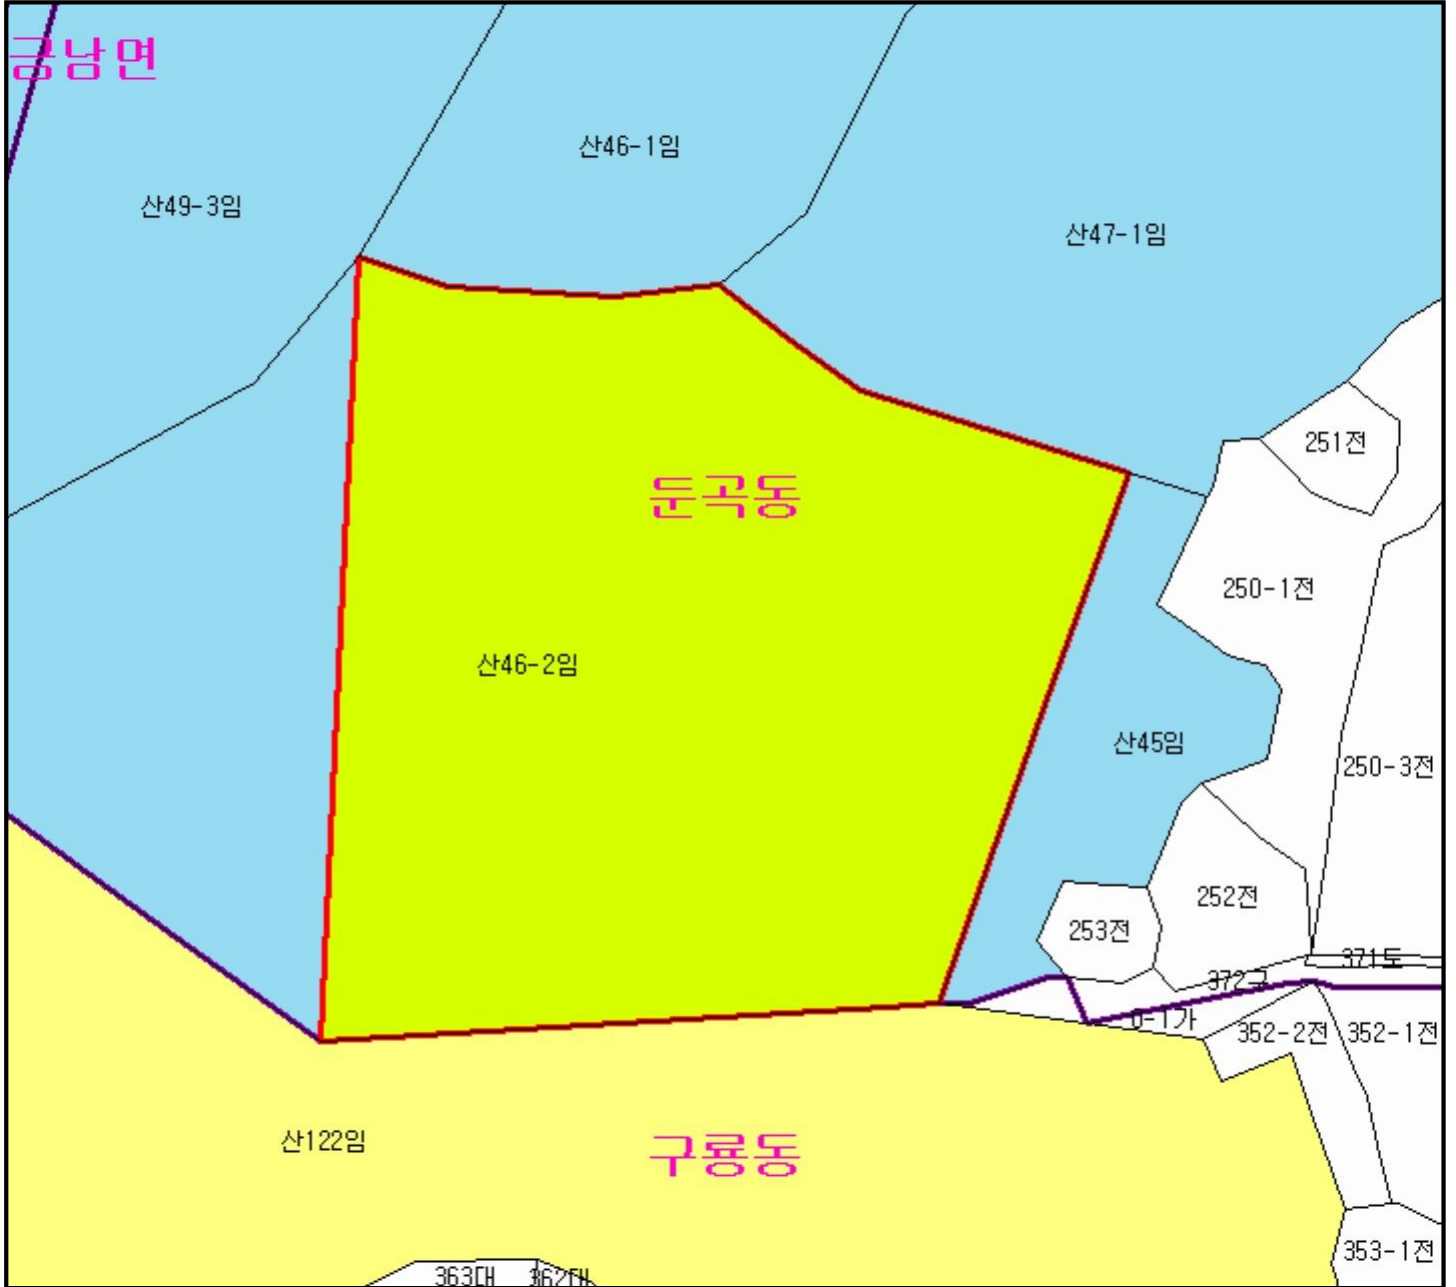 금남면
산46-1임
산49-3임
산47-1임
251전
둔곡동
250-1전
산46-2임
산45임
250-3전
252전
253전
371도
372구
352-2전
352-1전
산122임
구룡동
353-1전
363대
362대